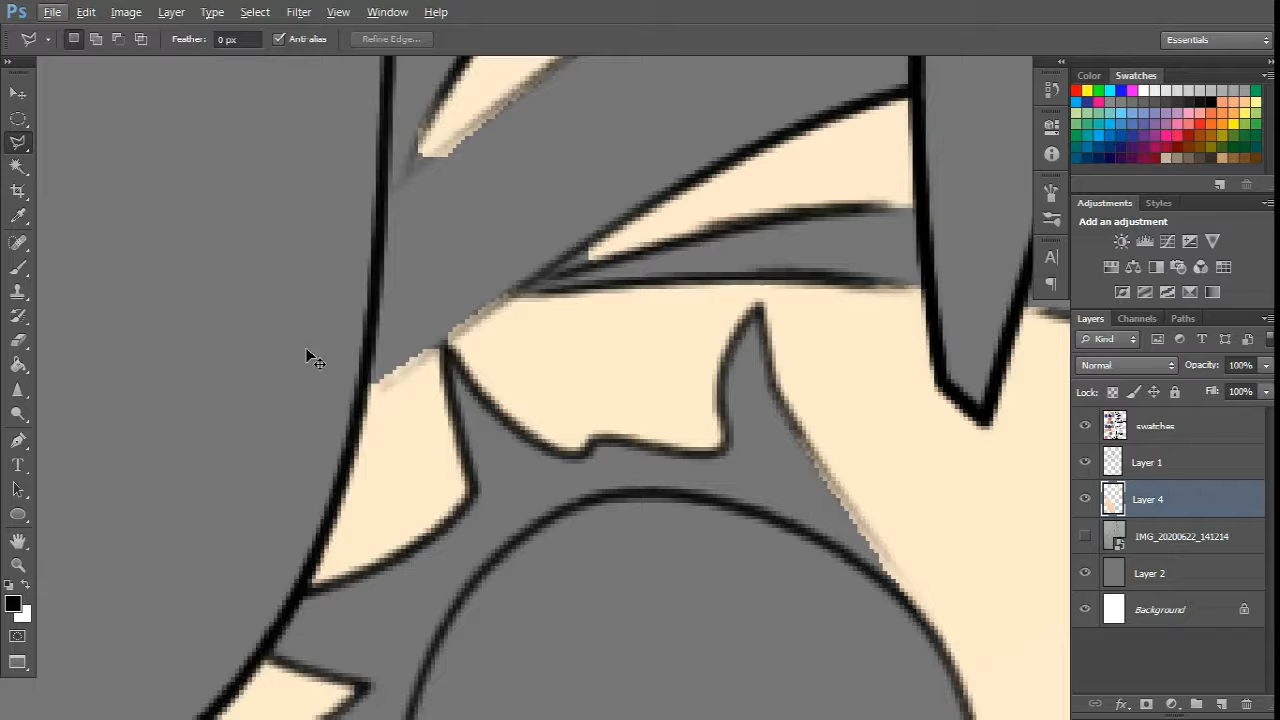 Ps File Edit Image Layer Type Select Filter View Window Help
Feather: 0 px Anti-alias Refine Edge... Essentials
Color Swatches
Adjustments Styles
Add an adjustment
Layers Channels Paths
Kind
Normal Opacity: 100%
Lock: Fill: 100%
swatches
Layer 1
Layer 4
IMG_20200622_141214
Layer 2
Background